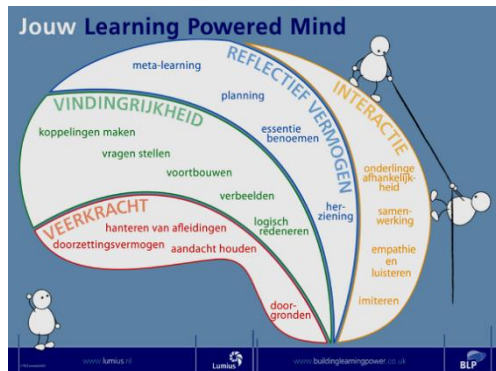 Jouw Learning Powered Mind
VINDINGRIJKHEID
koppelingen maken
vragen stellen
voortbouwen
verbeelden
logisch
redeneren
REFLECTIEF VERMOGEN
meta-learning
planning
essentie
benoemen
her-
ziening
INTERACTIE
onderlinge
afhankelijk-
heid
samen-
werking
empathie
en
luisteren
imiteren
VEERKRACHT
hanteren van afleidingen
doorzettingsvermogen
aandacht houden
door-
gronden
www.lumius.nl
Lumius
www.buildinglearningpower.co.uk
BLP